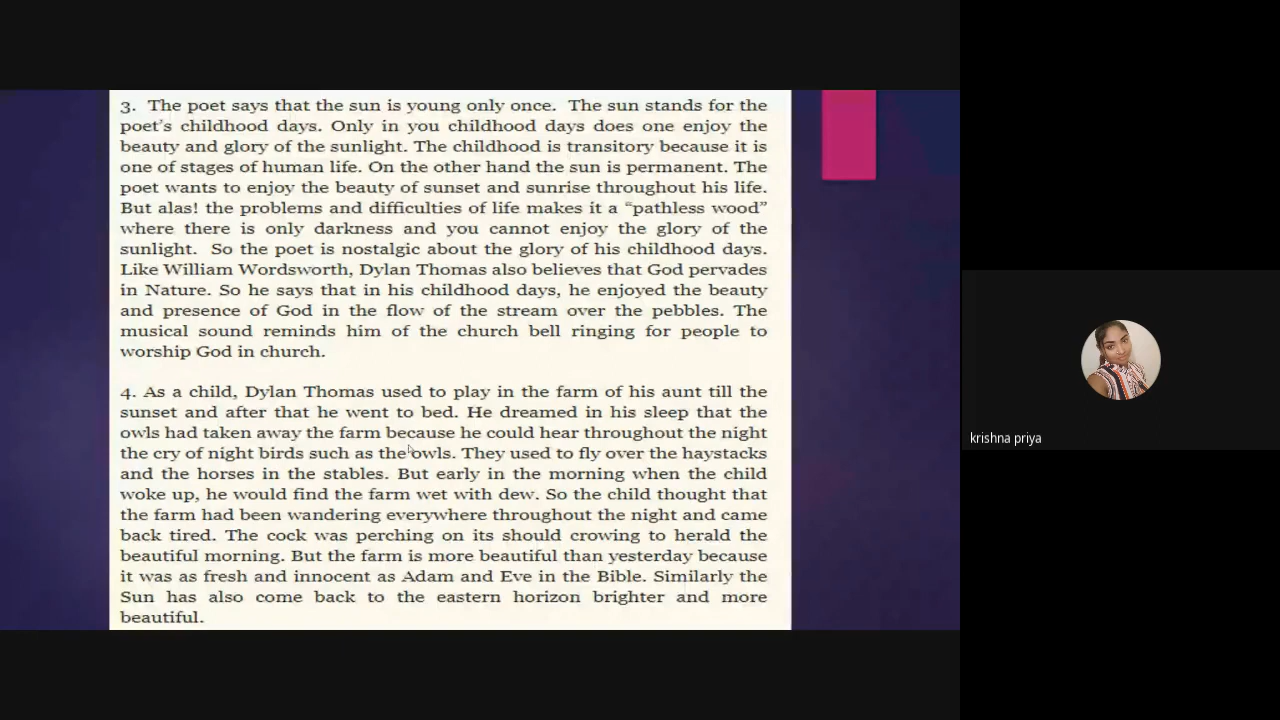 3. The poet says that the sun is young only once. The sun stands for the
poet's childhood days. Only in you childhood days does one enjoy the
beauty and glory of the sunlight. The childhood is transitory because it is
one of stages of human life. On the other hand the sun is permanent. The
poet wants to enjoy the beauty of sunset and sunrise throughout his life.
But alas! the problems and difficulties of life makes it a “pathless wood”
where there is only darkness and you cannot enjoy the glory of the
sunlight. So the poet is nostalgic about the glory of his childhood days.
Like William Wordsworth, Dylan Thomas also believes that God pervades
in Nature. So he says that in his childhood days, he enjoyed the beauty
and presence of God in the flow of the stream over the pebbles. The
musical sound reminds him of the church bell ringing for people to
worship God in church.
4. As a child, Dylan Thomas used to play in the farm of his aunt till the
sunset and after that he went to bed. He dreamed in his sleep that the
owls had taken away the farm because he could hear throughout the night
the cry of night birds such as the owls. They used to fly over the haystacks
and the horses in the stables. But early in the morning when the child
woke up, he would find the farm wet with dew. So the child thought that
the farm had been wandering everywhere throughout the night and came
back tired. The cock was perching on its should crowing to herald the
beautiful morning. But the farm is more beautiful than yesterday because
it was as fresh and innocent as Adam and Eve in the Bible. Similarly the
Sun has also come back to the eastern horizon brighter and more
beautiful.
krishna priya